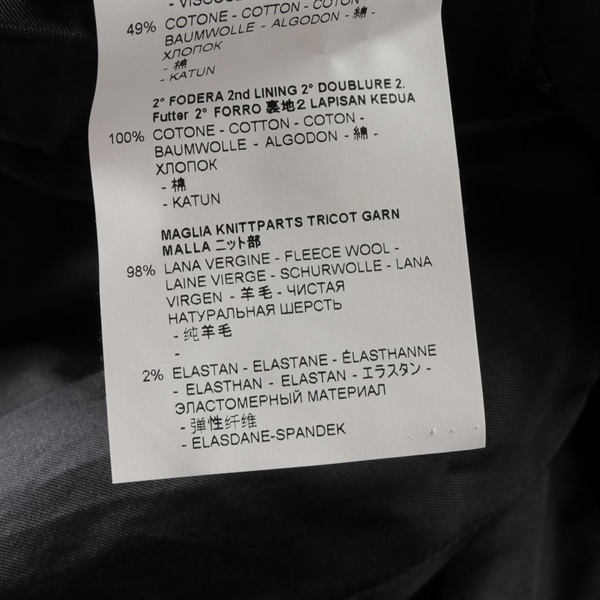 - VISCOSE
49% COTONE - COTTON - COTON -
BAUMWOLLE - ALGODON - 綿 -
ХЛОПОК
- 棉
- KATUN
2° FODERA 2nd LINING 2° DOUBLURE 2.
Futter 2° FORRO 裏地2 LAPISAN KEDUA
100% COTONE - COTTON - COTON -
BAUMWOLLE - ALGODON - 綿 -
ХЛОПОК
- 棉
- KATUN
MAGLIA KNITTPARTS TRICOT GARN
MALLA ニット部
98% LANA VERGINE - FLEECE WOOL -
LAINE VIERGE - SCHURWOLLE - LANA
VIRGEN - 羊毛 - ЧИСТАЯ
НАТУРАЛЬНАЯ ШЕРСТЬ
- 纯羊毛
-
2% ELASTAN - ELASTANE - ÉLASTHANNE
- ELASTHAN - ELASTAN - エラスタン -
ЭЛАСТОМЕРНЫЙ МАТЕРИАЛ
- 弹性纤维
- ELASDANE-SPANDEK